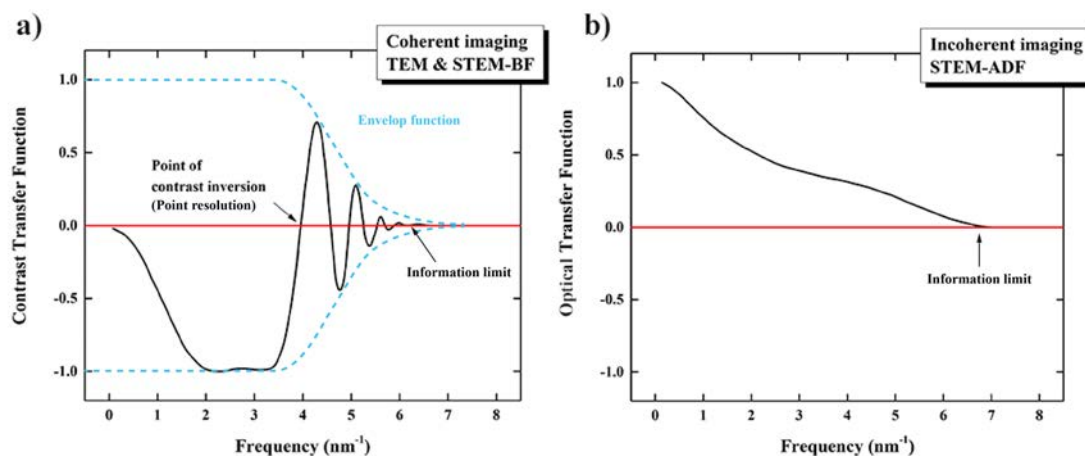 a)
Coherent imaging
TEM & STEM-BF
1.0
0.5
0.0
-0.5
-1.0
Contrast Transfer Function
Envelop function
Point of
contrast inversion
(Point resolution)
Information limit
0 1 2 3 4 5 6 7 8
Frequency (nm-1)
b)
Incoherent imaging
STEM-ADF
1.0
0.5
0.0
-0.5
-1.0
Optical Transfer Function
Information limit
0 1 2 3 4 5 6 7 8
Frequency (nm-1)